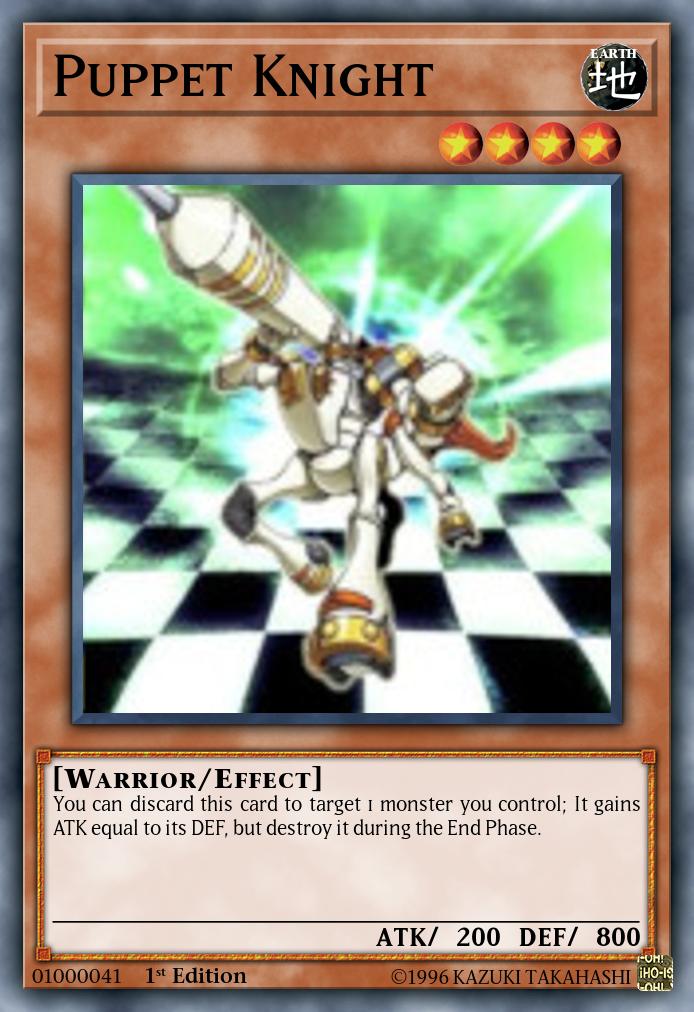 Puppet Knight
EARTH
地
[Warrior/Effect]
You can discard this card to target 1 monster you control; It gains
ATK equal to its DEF, but destroy it during the End Phase.
ATK/ 200 DEF/ 800
01000041 1st Edition ©1996 KAZUKI TAKAHASHI